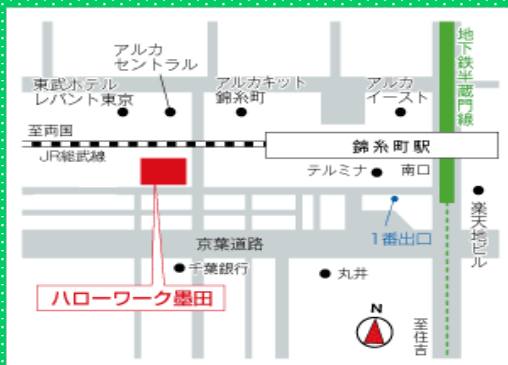 アルカ
セントラル
東武ホテル
レバント東京
アルカキット
錦糸町
アルカ
イースト
地下鉄半蔵門線
至両国
JR総武線
錦糸町駅
テルミナ
南口
楽天地ビル
1番出口
京葉道路
千葉銀行
丸井
ハローワーク墨田
N
至住吉